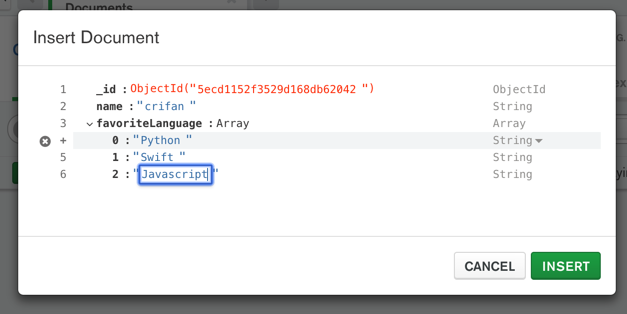 Documents
Insert Document
1 _id : ObjectId("5ecd1152f3529d168db62042 ") ObjectId
2 name : "crifan " String
3 favoriteLanguage : Array Array
+ 0 : "Python " String
5 1 : "Swift " String
6 2 : "Javascript " String
CANCEL INSERT